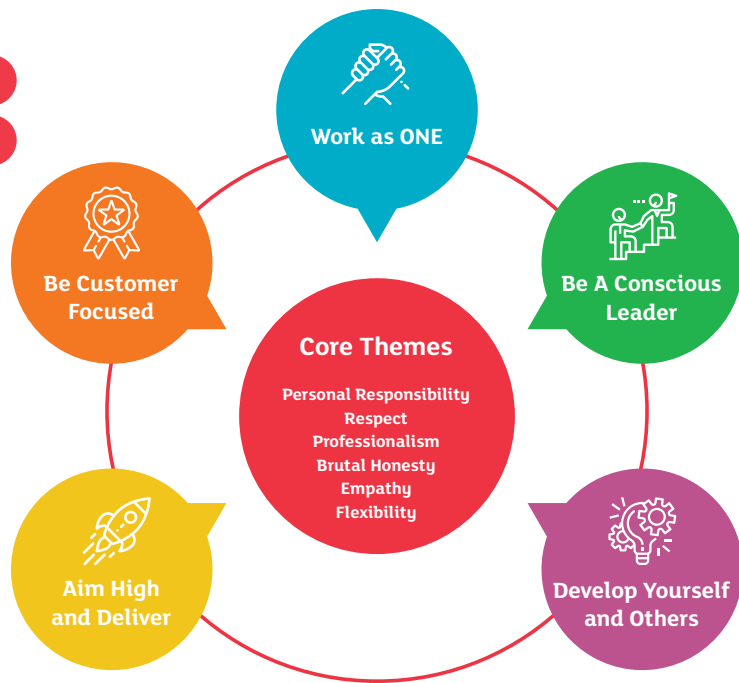 Work as ONE
Be Customer
Focused
Be A Conscious
Leader
Core Themes
Personal Responsibility
Respect
Professionalism
Brutal Honesty
Empathy
Flexibility
Aim High
and Deliver
Develop Yourself
and Others